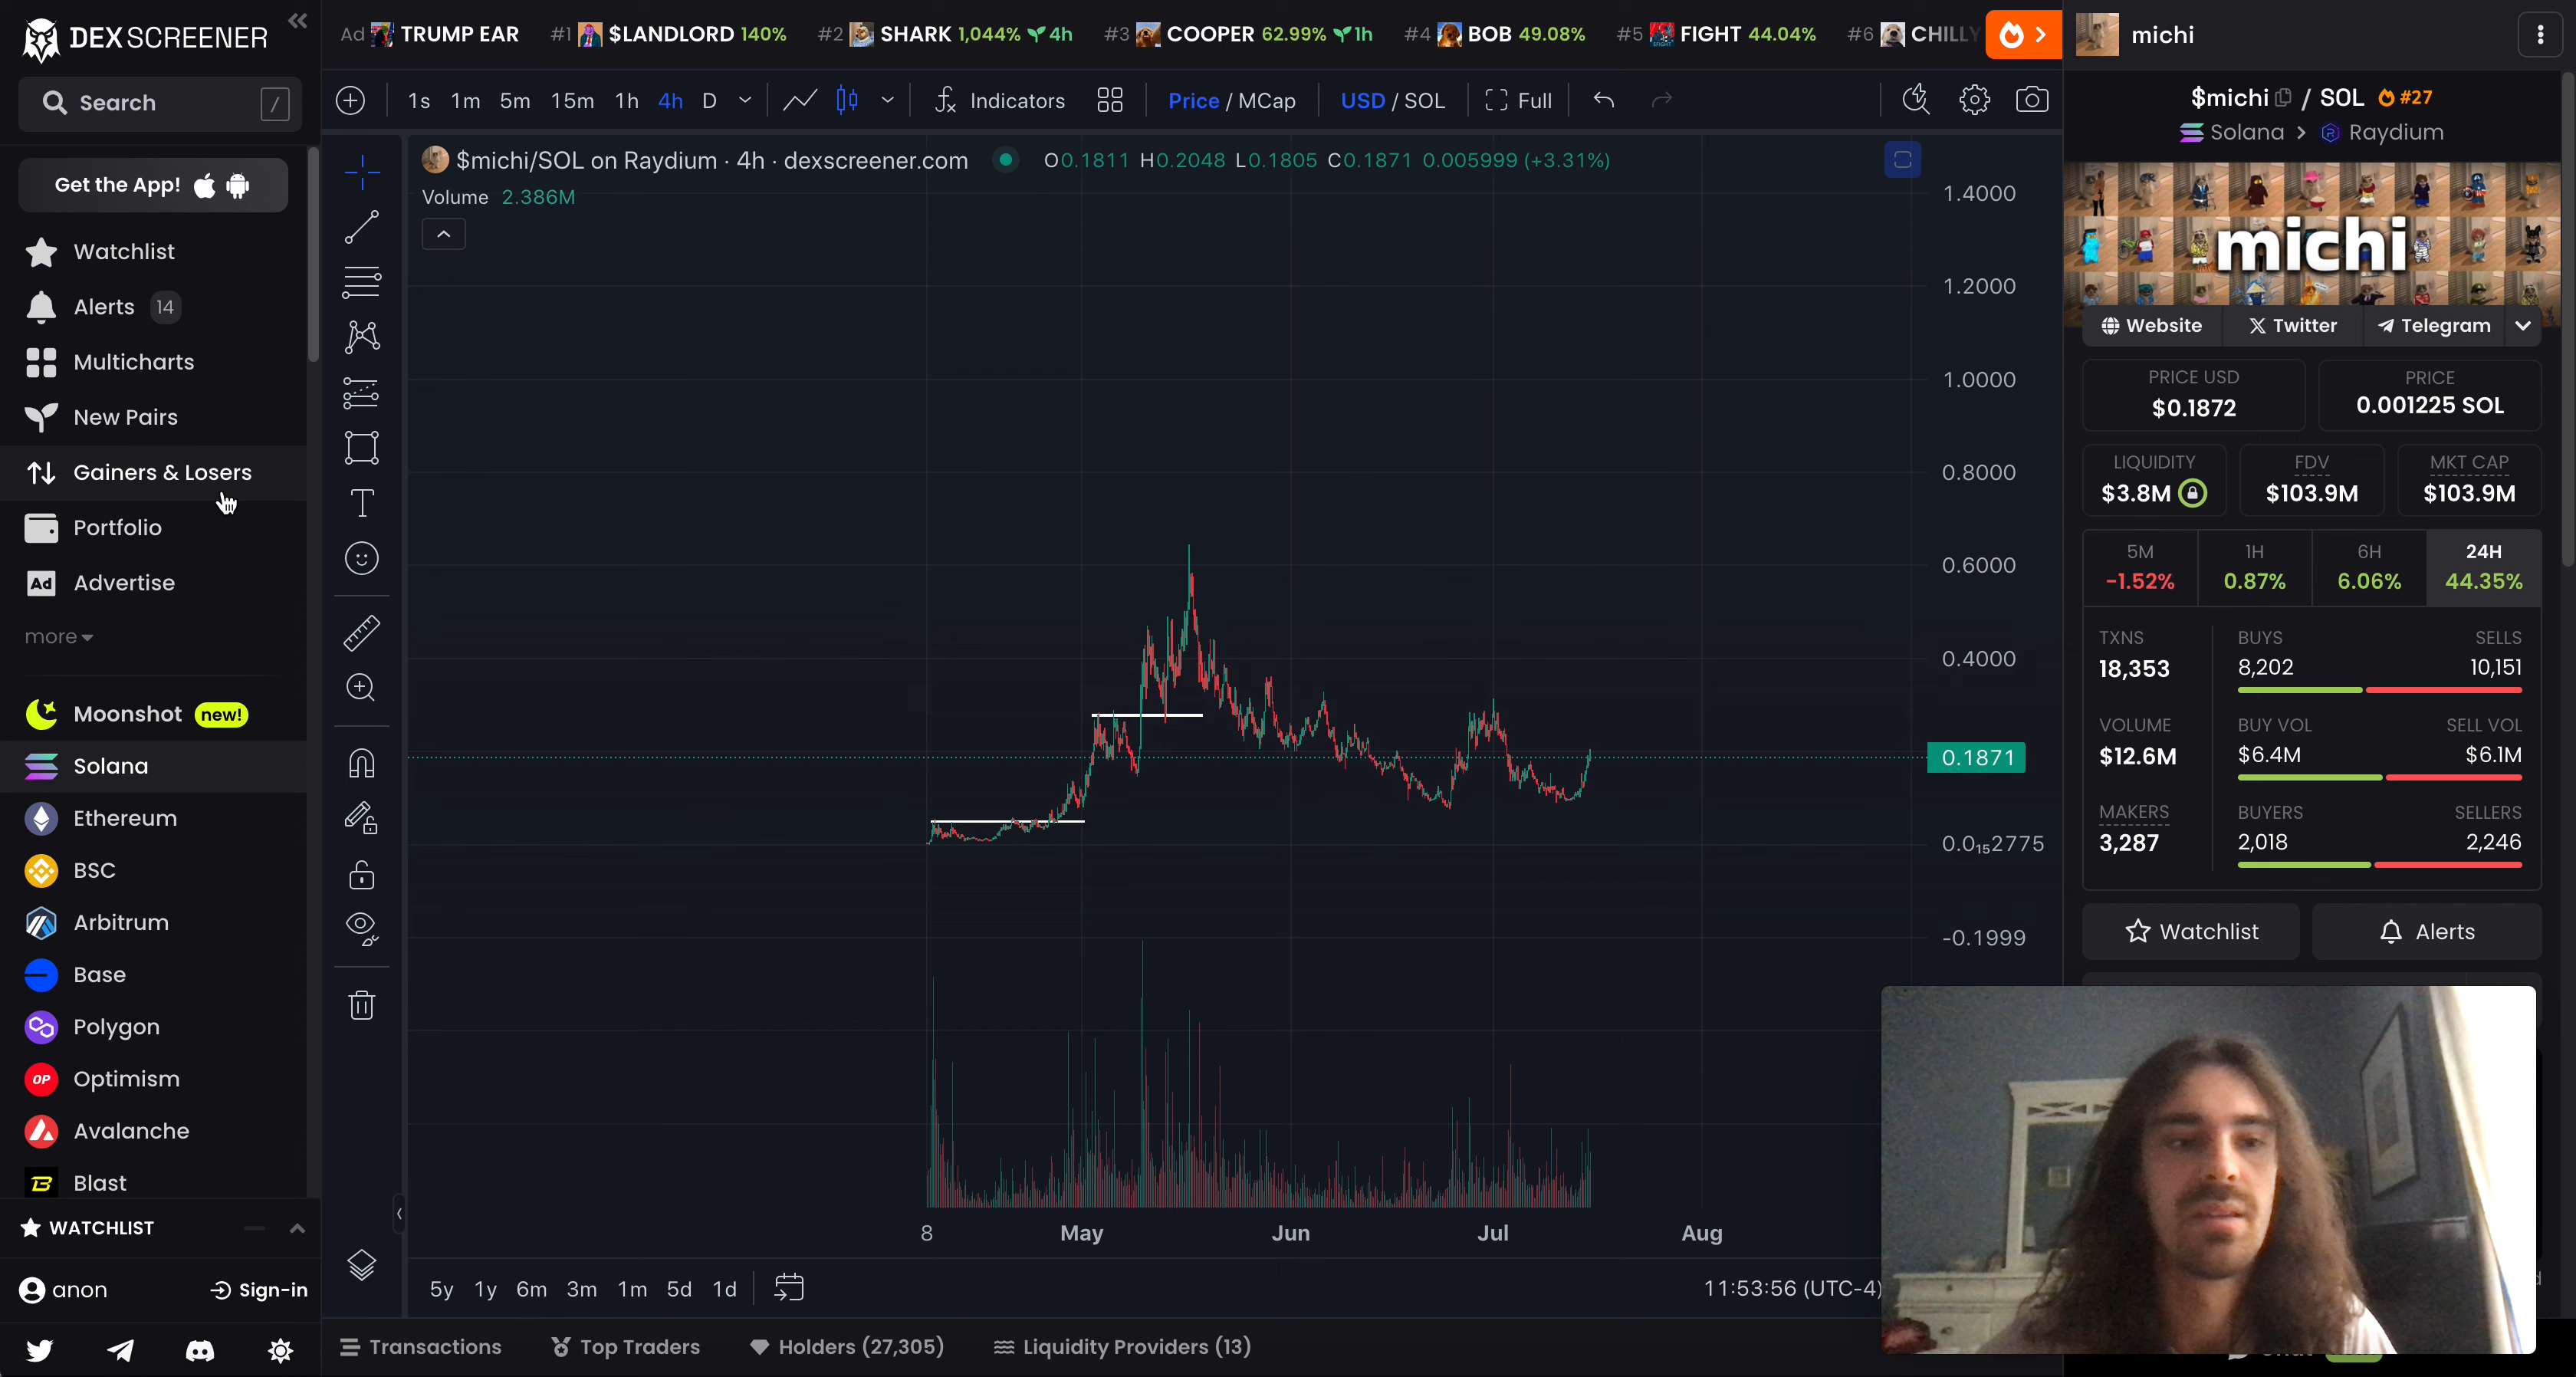 DEX SCREENER
Search /
Get the App!
Watchlist
Alerts 14
Multicharts
New Pairs
Gainers & Losers
Portfolio
Ad Advertise
more
Moonshot new!
Solana
Ethereum
BSC
Arbitrum
Base
Polygon
OP Optimism
Avalanche
Blast
WATCHLIST
anon Sign-in
Ad TRUMP EAR #1 $LANDLORD 140% #2 SHARK 1,044% 4h #3 COOPER 62.99% 1h #4 BOB 49.08% #5 FIGHT 44.04% #6 CHILLY
1s 1m 5m 15m 1h 4h D Indicators Price / MCap USD / SOL Full
$michi/SOL on Raydium · 4h · dexscreener.com O0.1811 H0.2048 L0.1805 C0.1871 0.005999 (+3.31%)
Volume 2.386M
1.4000
1.2000
1.0000
0.8000
0.6000
0.4000
0.1871
0.0₁₅2775
-0.1999
8 May Jun Jul Aug
5y 1y 6m 3m 1m 5d 1d 11:53:56 (UTC-4)
Transactions Top Traders Holders (27,305) Liquidity Providers (13)
michi
$michi / SOL #27
Solana > Raydium
michi
Website Twitter Telegram
PRICE USD PRICE
$0.1872 0.001225 SOL
LIQUIDITY FDV MKT CAP
$3.8M $103.9M $103.9M
5M 1H 6H 24H
-1.52% 0.87% 6.06% 44.35%
TXNS BUYS SELLS
18,353 8,202 10,151
VOLUME BUY VOL SELL VOL
$12.6M $6.4M $6.1M
MAKERS BUYERS SELLERS
3,287 2,018 2,246
Watchlist Alerts